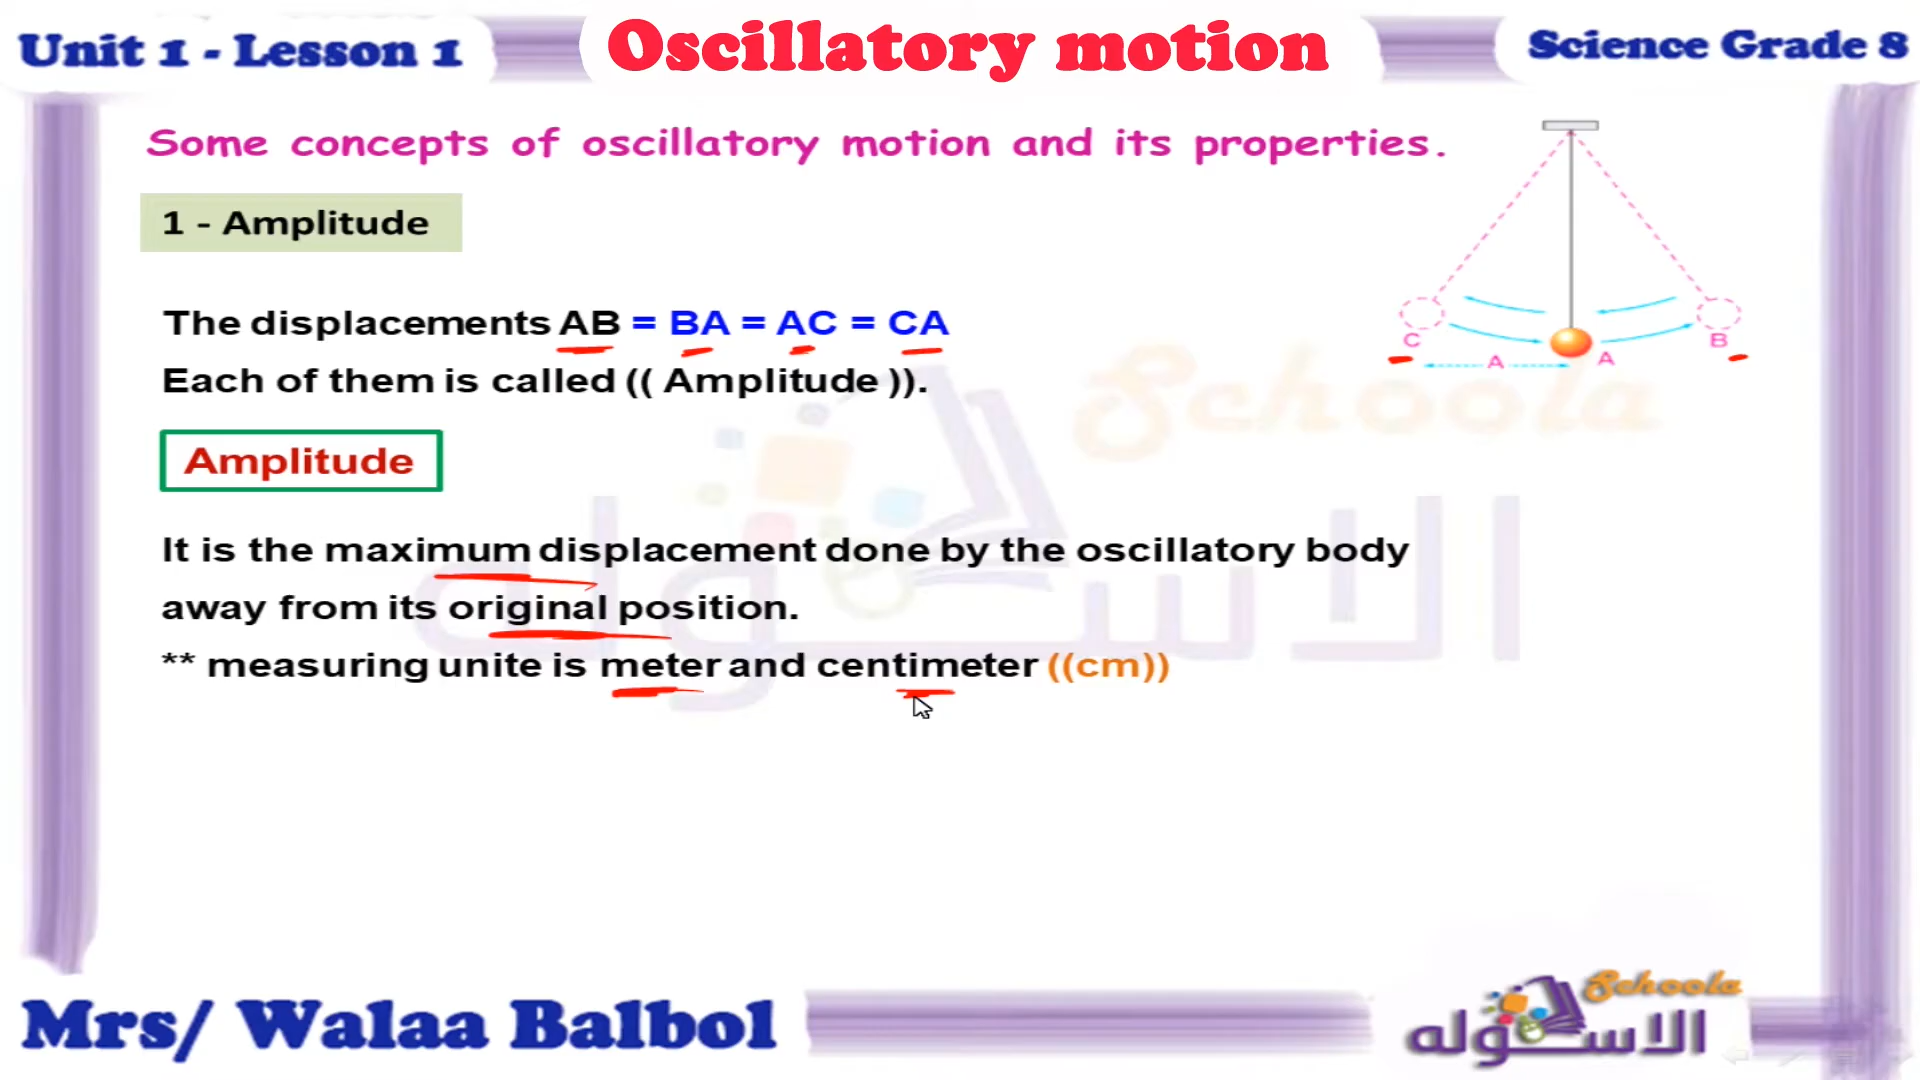 Unit 1 - Lesson 1
Oscillatory motion
Science Grade 8
Some concepts of oscillatory motion and its properties.
1 - Amplitude
The displacements AB = BA = AC = CA
Each of them is called (( Amplitude )).
C
A
A
B
Schoola
Amplitude
الاسـوله
It is the maximum displacement done by the oscillatory body
away from its original position.
** measuring unite is meter and centimeter ((cm))
Mrs/ Walaa Balbol
Schoola
الاسـوله